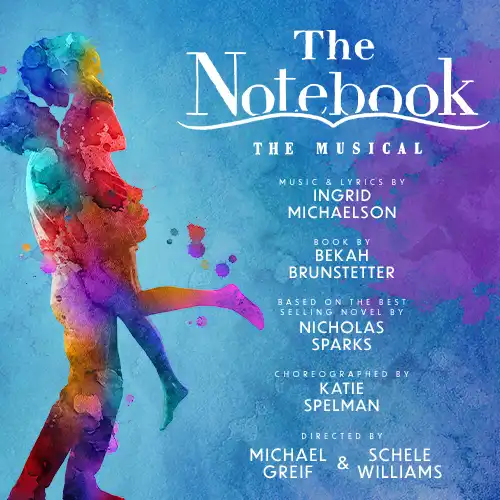 The
Notebook
THE MUSICAL
MUSIC & LYRICS BY
INGRID
MICHAELSON
BOOK BY
BEKAH
BRUNSTETTER
BASED ON THE BEST
SELLING NOVEL BY
NICHOLAS
SPARKS
CHOREOGRAPHED BY
KATIE
SPELMAN
DIRECTED BY
MICHAEL
GREIF
&
SCHELE
WILLIAMS